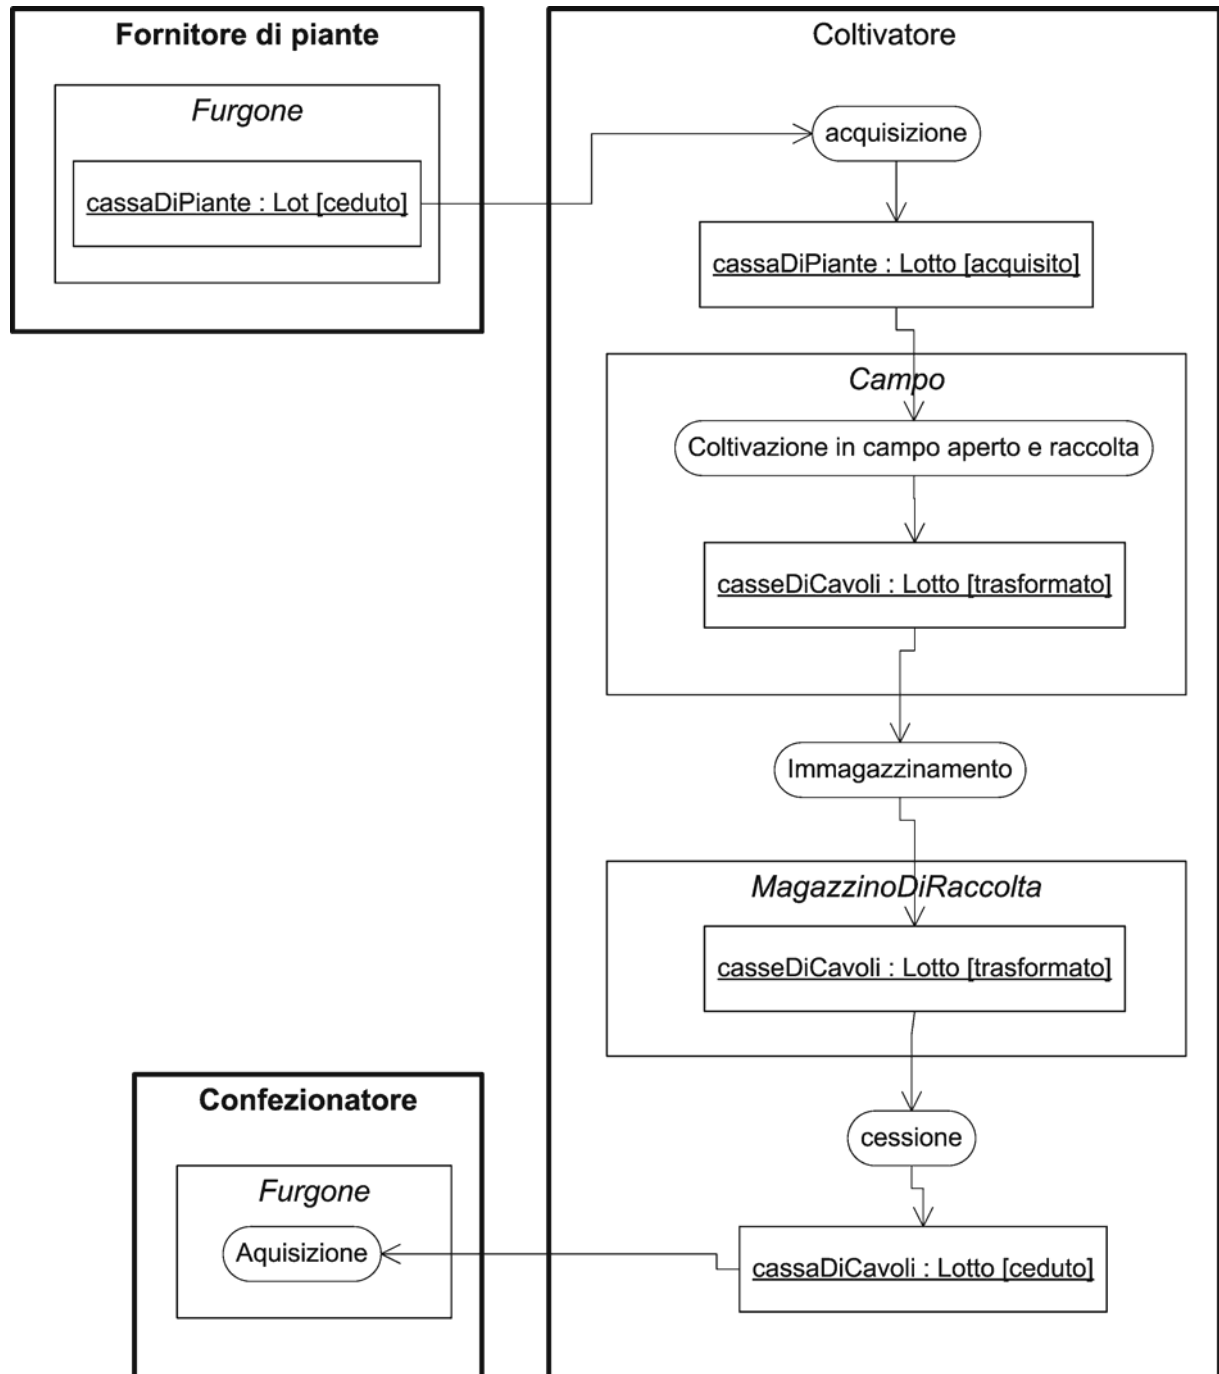 Fornitore di piante
Furgone
cassaDiPiante : Lot [ceduto]
Coltivatore
acquisizione
cassaDiPiante : Lotto [acquisito]
Campo
Coltivazione in campo aperto e raccolta
casseDiCavoli : Lotto [trasformato]
Immagazzinamento
MagazzinoDiRaccolta
casseDiCavoli : Lotto [trasformato]
cessione
cassaDiCavoli : Lotto [ceduto]
Confezionatore
Furgone
Aquisizione